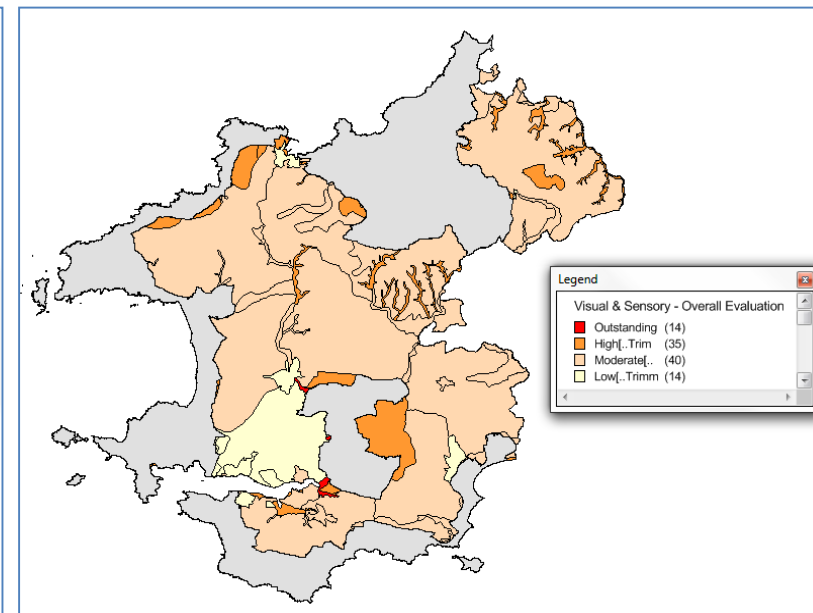 Legend
Visual & Sensory - Overall Evaluation
Outstanding (14)
High[..Trim (35)
Moderate[.. (40)
Low[..Trimm (14)